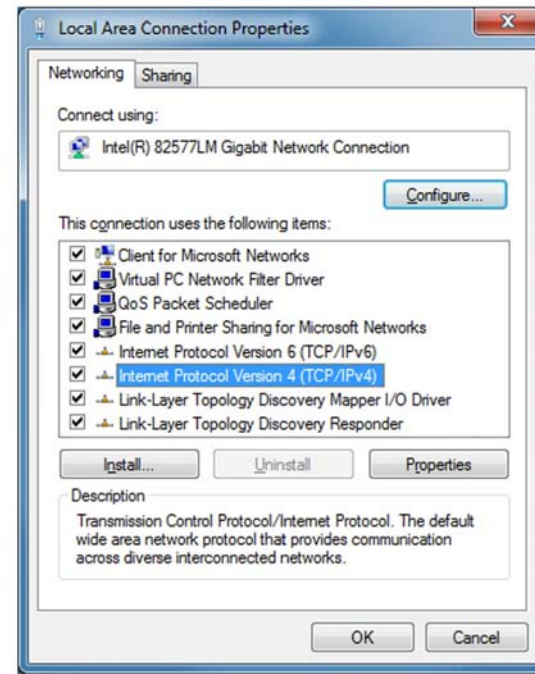 Local Area Connection Properties
Networking
Sharing
Connect using:
Intel(R) 82577LM Gigabit Network Connection
Configure...
This connection uses the following items:
Client for Microsoft Networks
Virtual PC Network Filter Driver
QoS Packet Scheduler
File and Printer Sharing for Microsoft Networks
Internet Protocol Version 6 (TCP/IPv6)
Internet Protocol Version 4 (TCP/IPv4)
Link-Layer Topology Discovery Mapper I/O Driver
Link-Layer Topology Discovery Responder
Install...
Uninstall
Properties
Description
Transmission Control Protocol/Internet Protocol. The default
wide area network protocol that provides communication
across diverse interconnected networks.
OK
Cancel